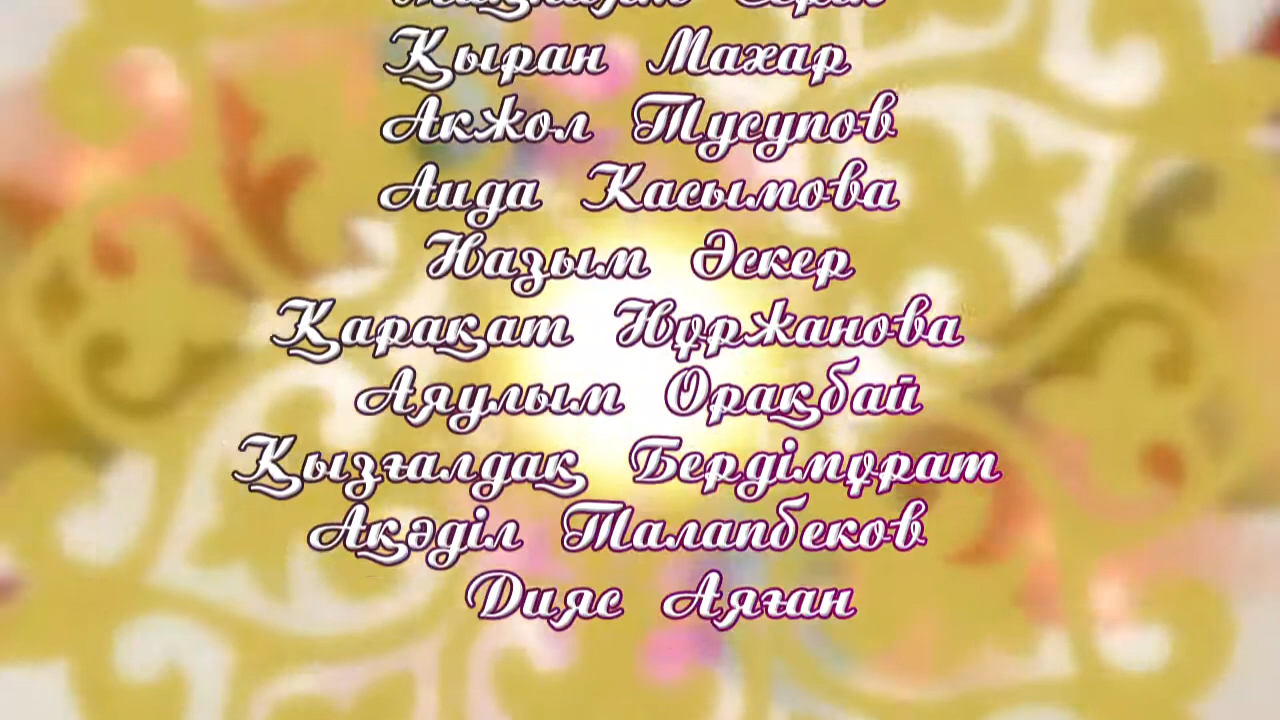 Қыран Махар
Акжол Тусупов
Аида Касымова
Назым Әскер
Қарақат Нұржанова
Аяулым Орақбай
Қызғалдақ Бердімұрат
Ақәділ Талапбеков
Дияс Аяған